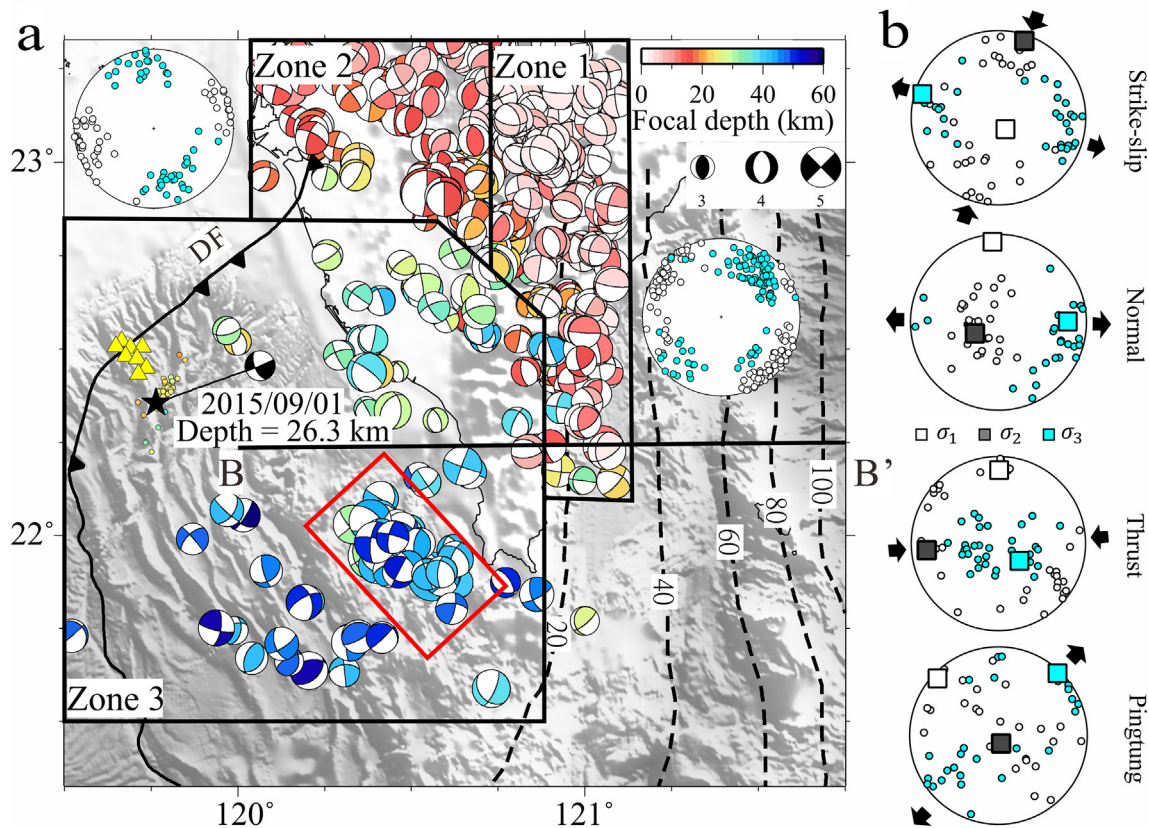 a
b
Zone 2
Zone 1
0 20 40 60
Focal depth (km)
3 4 5
23
DF
2015/09/01
Depth = 26.3 km
B
B’
22
20
40
60
80
100
Zone 3
120°
121°
Strike-slip
Normal
σ1 σ2 σ3
Thrust
Pingtung